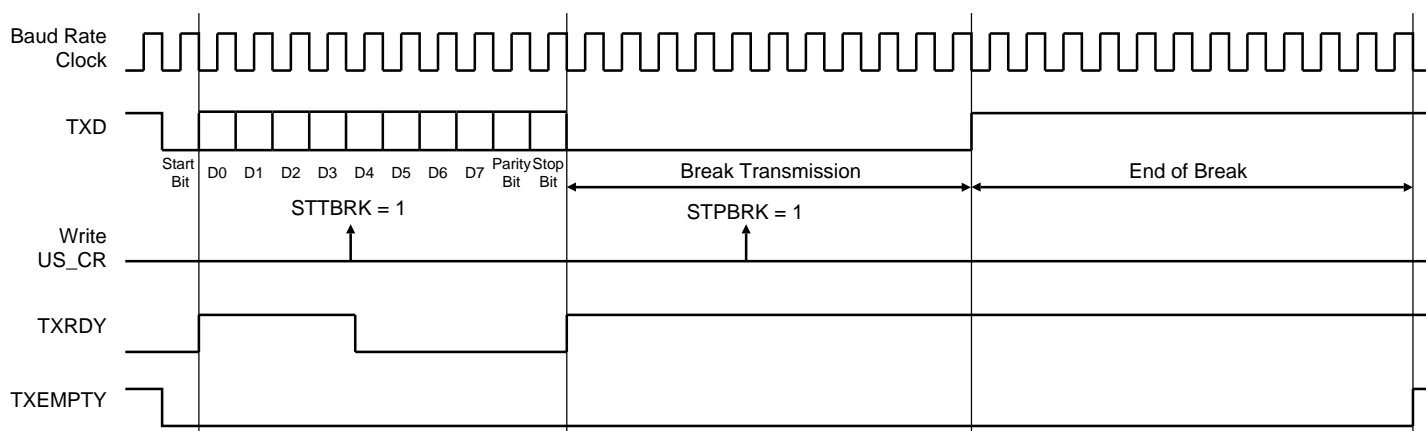 Baud Rate
Clock
TXD
Start
Bit
D0
D1
D2
D3
D4
D5
D6
D7
Parity
Bit
Stop
Bit
Break Transmission
End of Break
STTBRK = 1
STPBRK = 1
Write
US_CR
TXRDY
TXEMPTY